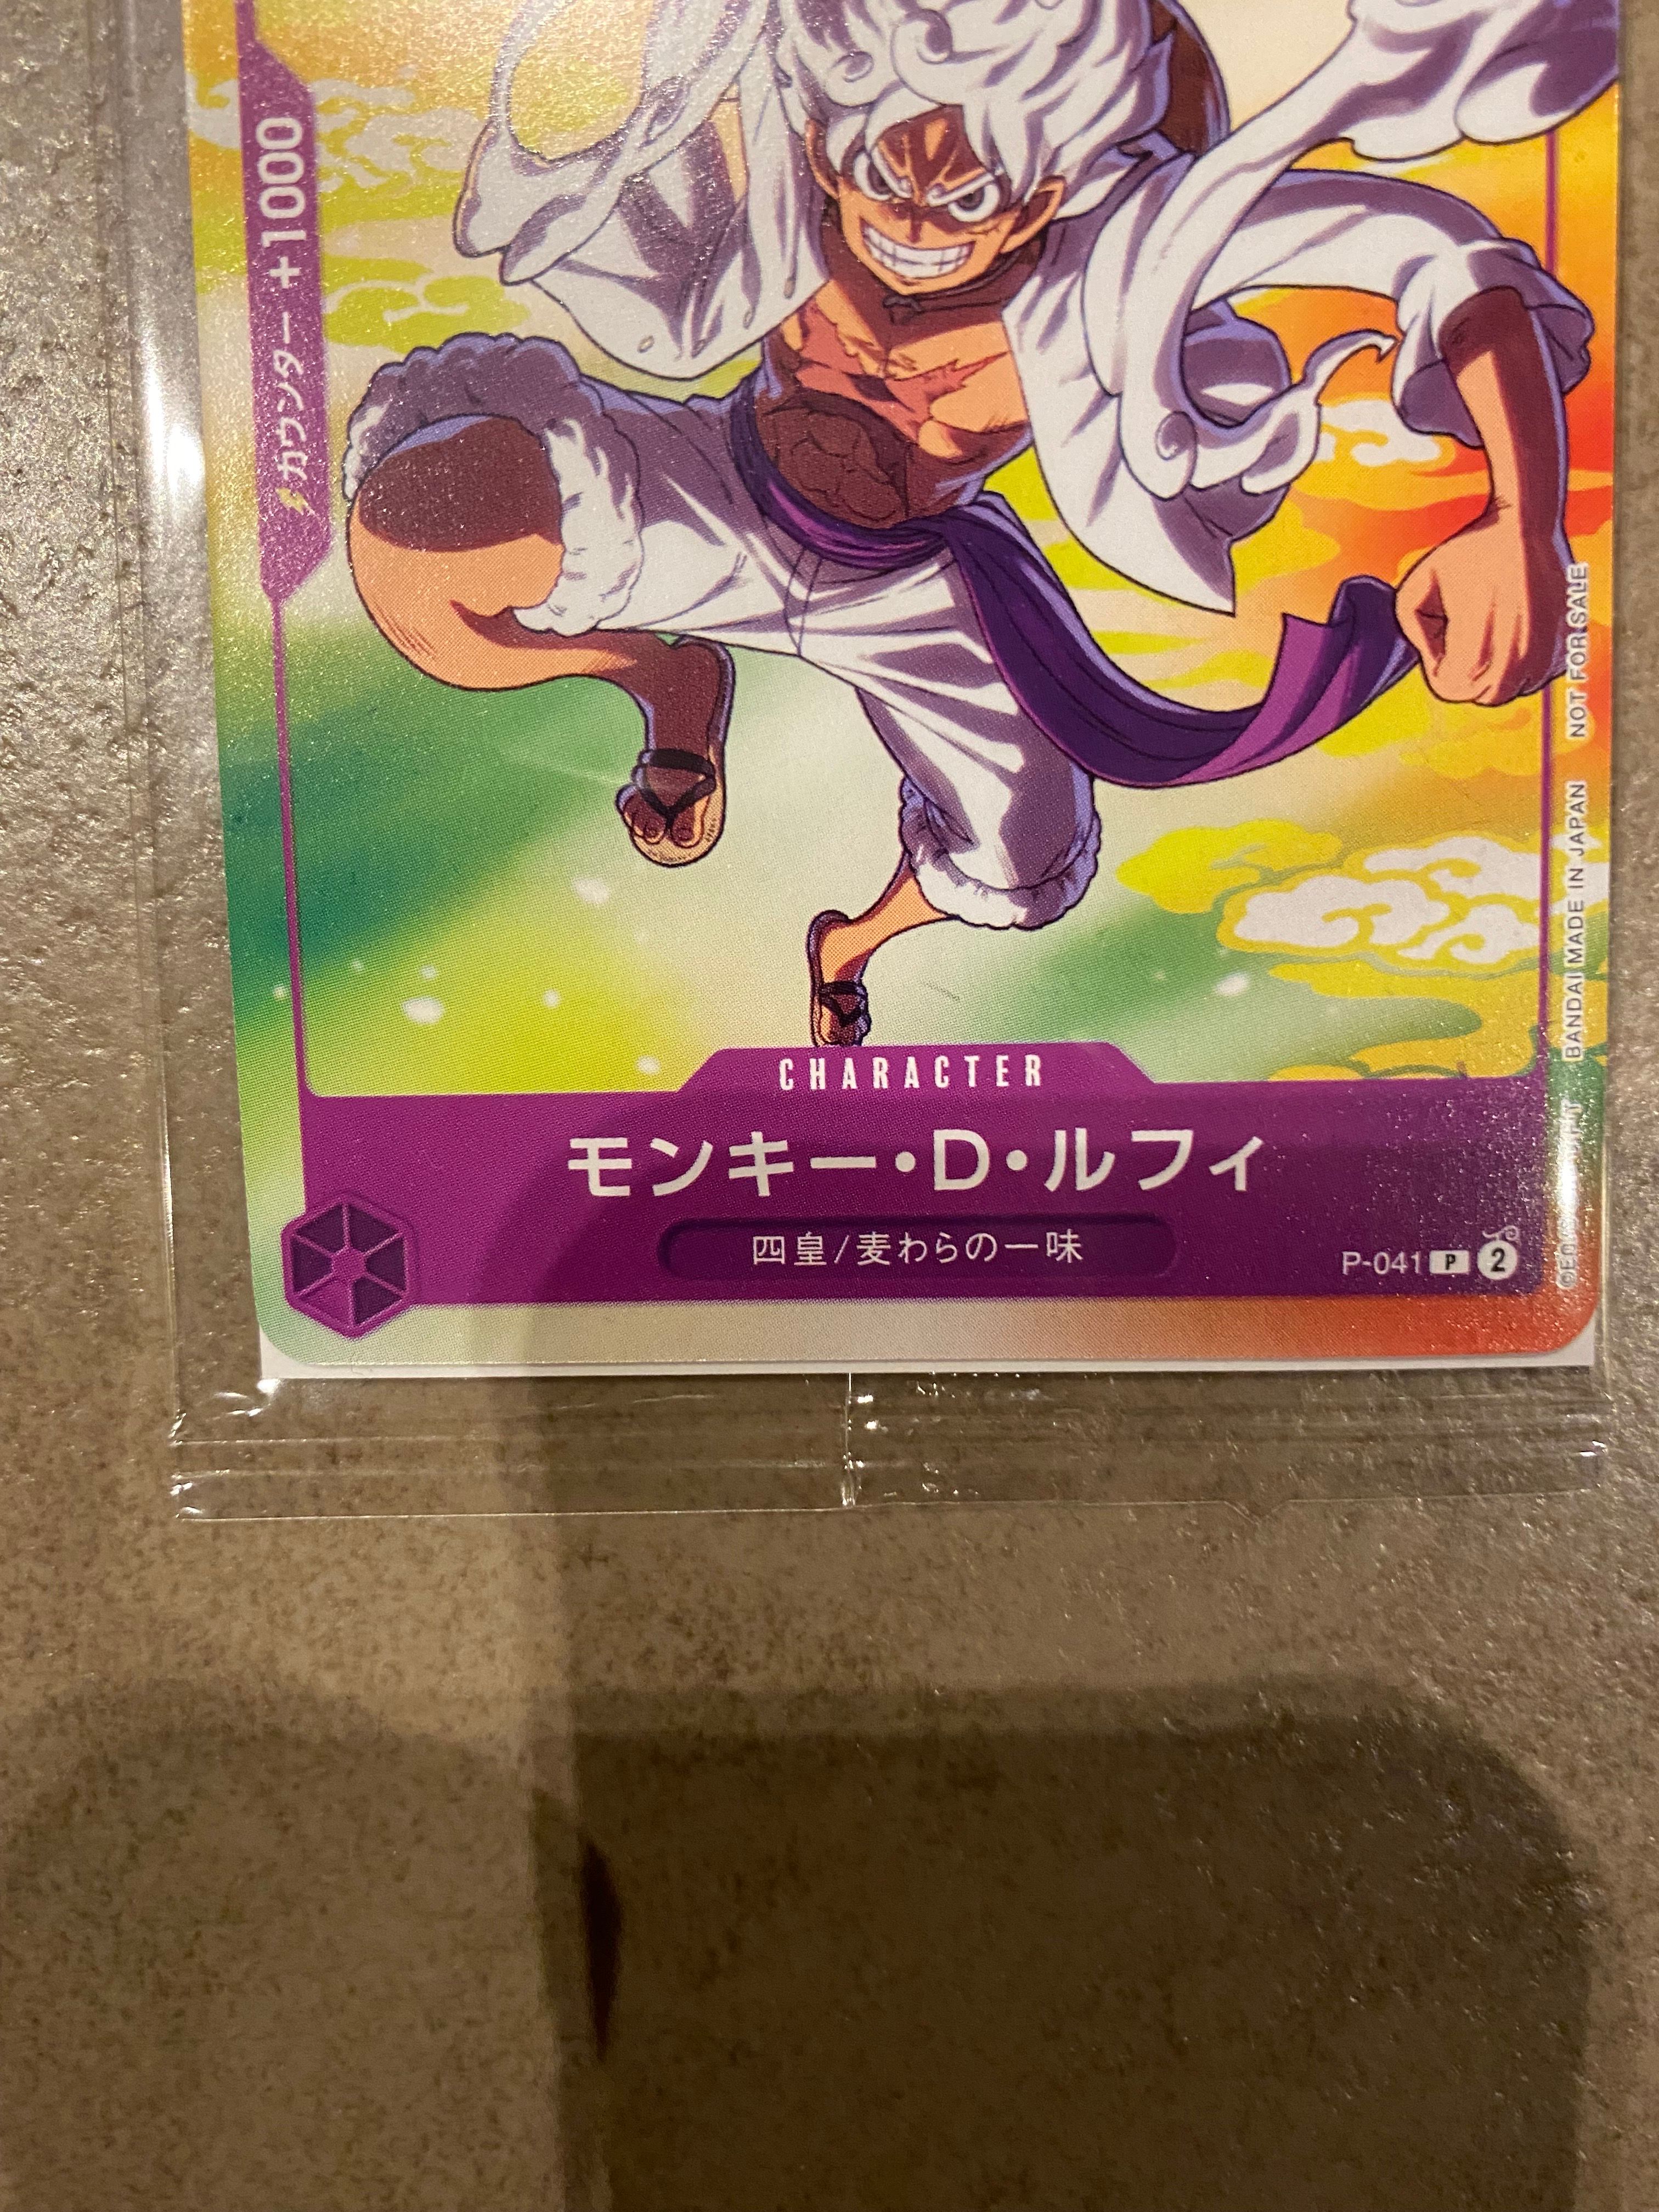 カウンター +1000
CHARACTER
モンキー・D・ルフィ
四皇/麦わらの一味
P-041 P 2
BANDAI MADE IN JAPAN NOT FOR SALE